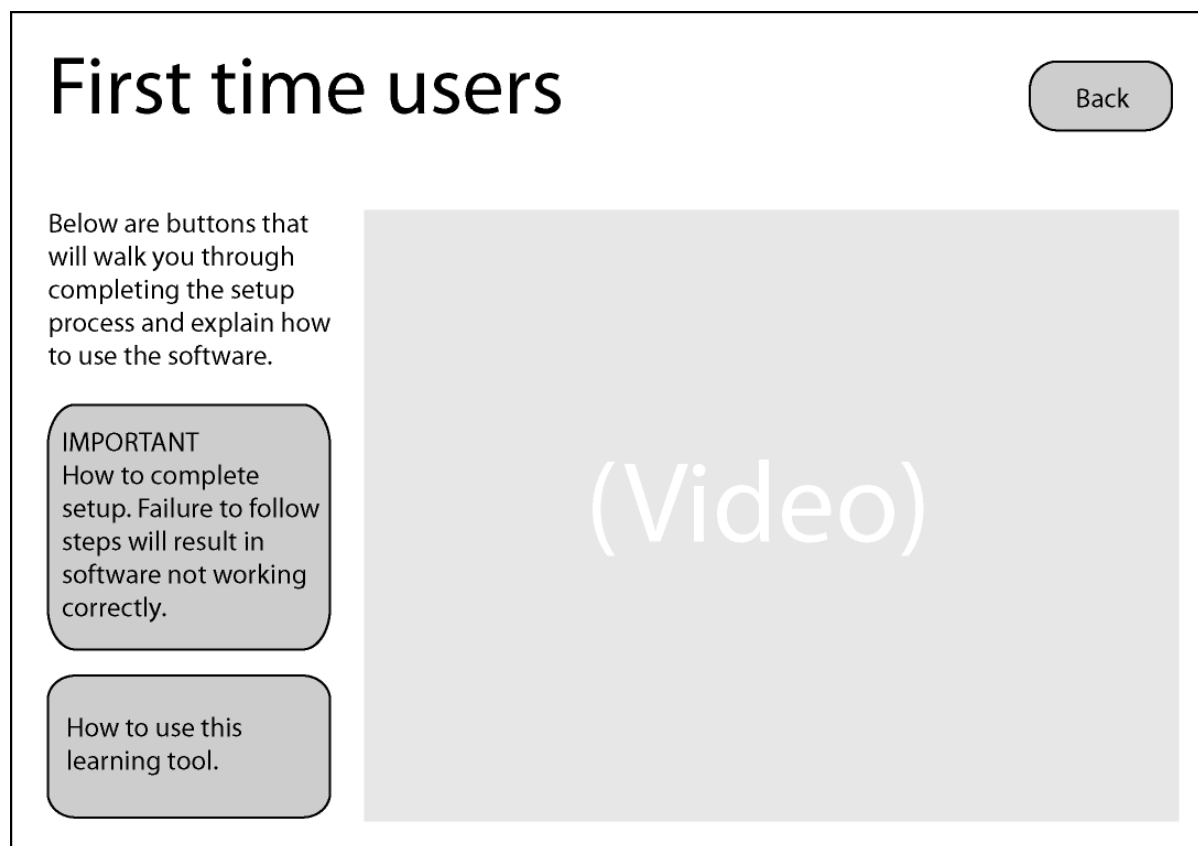 First time users
Back
Below are buttons that
will walk you through
completing the setup
process and explain how
to use the software.
IMPORTANT
How to complete
setup. Failure to follow
steps will result in
software not working
correctly.
(Video)
How to use this
learning tool.